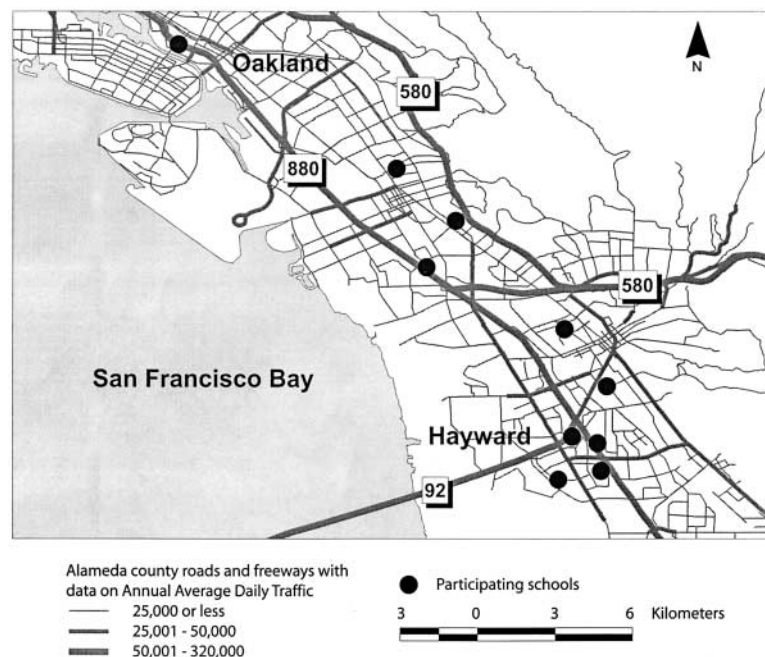 N
Oakland
580
580
880
580
San Francisco Bay
Hayward
92
Alameda county roads and freeways with
data on Annual Average Daily Traffic
25,000 or less
25,001 - 50,000
50,001 - 320,000
Participating schools
3 0 3 6 Kilometers